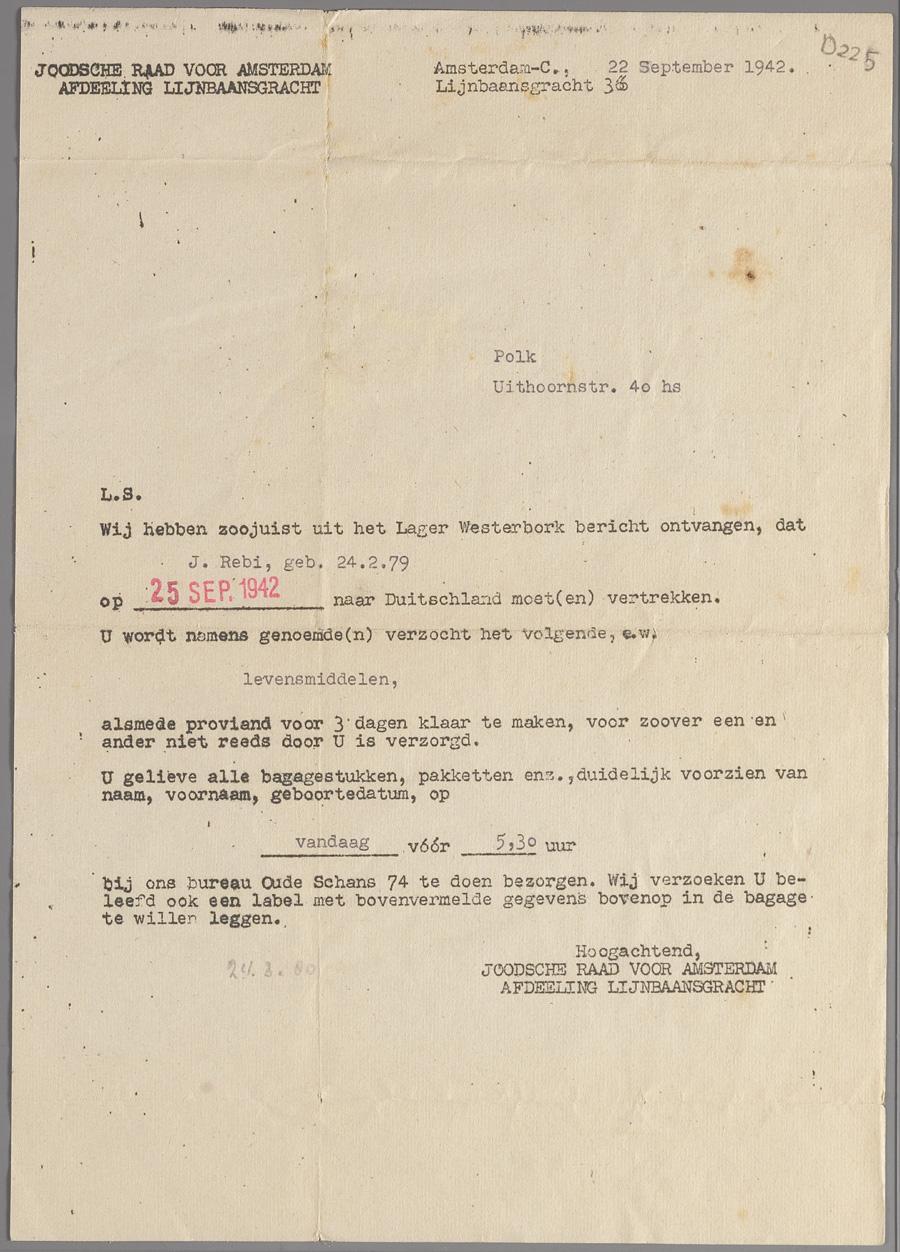 D225
JOODSCHE RAAD VOOR AMSTERDAM
AFDEELING LIJNBAANSGRACHT
Amsterdam-C., 22 September 1942.
Lijnbaansgracht
Polk
Uithoornstr. 4o hs
L.S.
Wij hebben zoojuist uit het Lager Westerbork bericht ontvangen, dat
J. Rebi, geb. 24.2.79
op 25 SEP. 1942 naar Duitschland moet(en) vertrekken.
U wordt namens genoemde(n) verzocht het volgende, e.w.
levensmiddelen,
alsmede proviand voor 3 dagen klaar te maken, voor zoover een en
ander niet reeds door U is verzorgd.
U gelieve alle bagagestukken, pakketten enz.,duidelijk voorzien van
naam, voornaam, geboortedatum, op
vandaag vóór 5,3o uur
bij ons bureau Oude Schans 74 te doen bezorgen. Wij verzoeken U be-
leefd ook een label met bovenvermelde gegevens bovenop in de bagage
te willen leggen.
Hoogachtend,
JOODSCHE RAAD VOOR AMSTERDAM
AFDEELING LIJNBAANSGRACHT